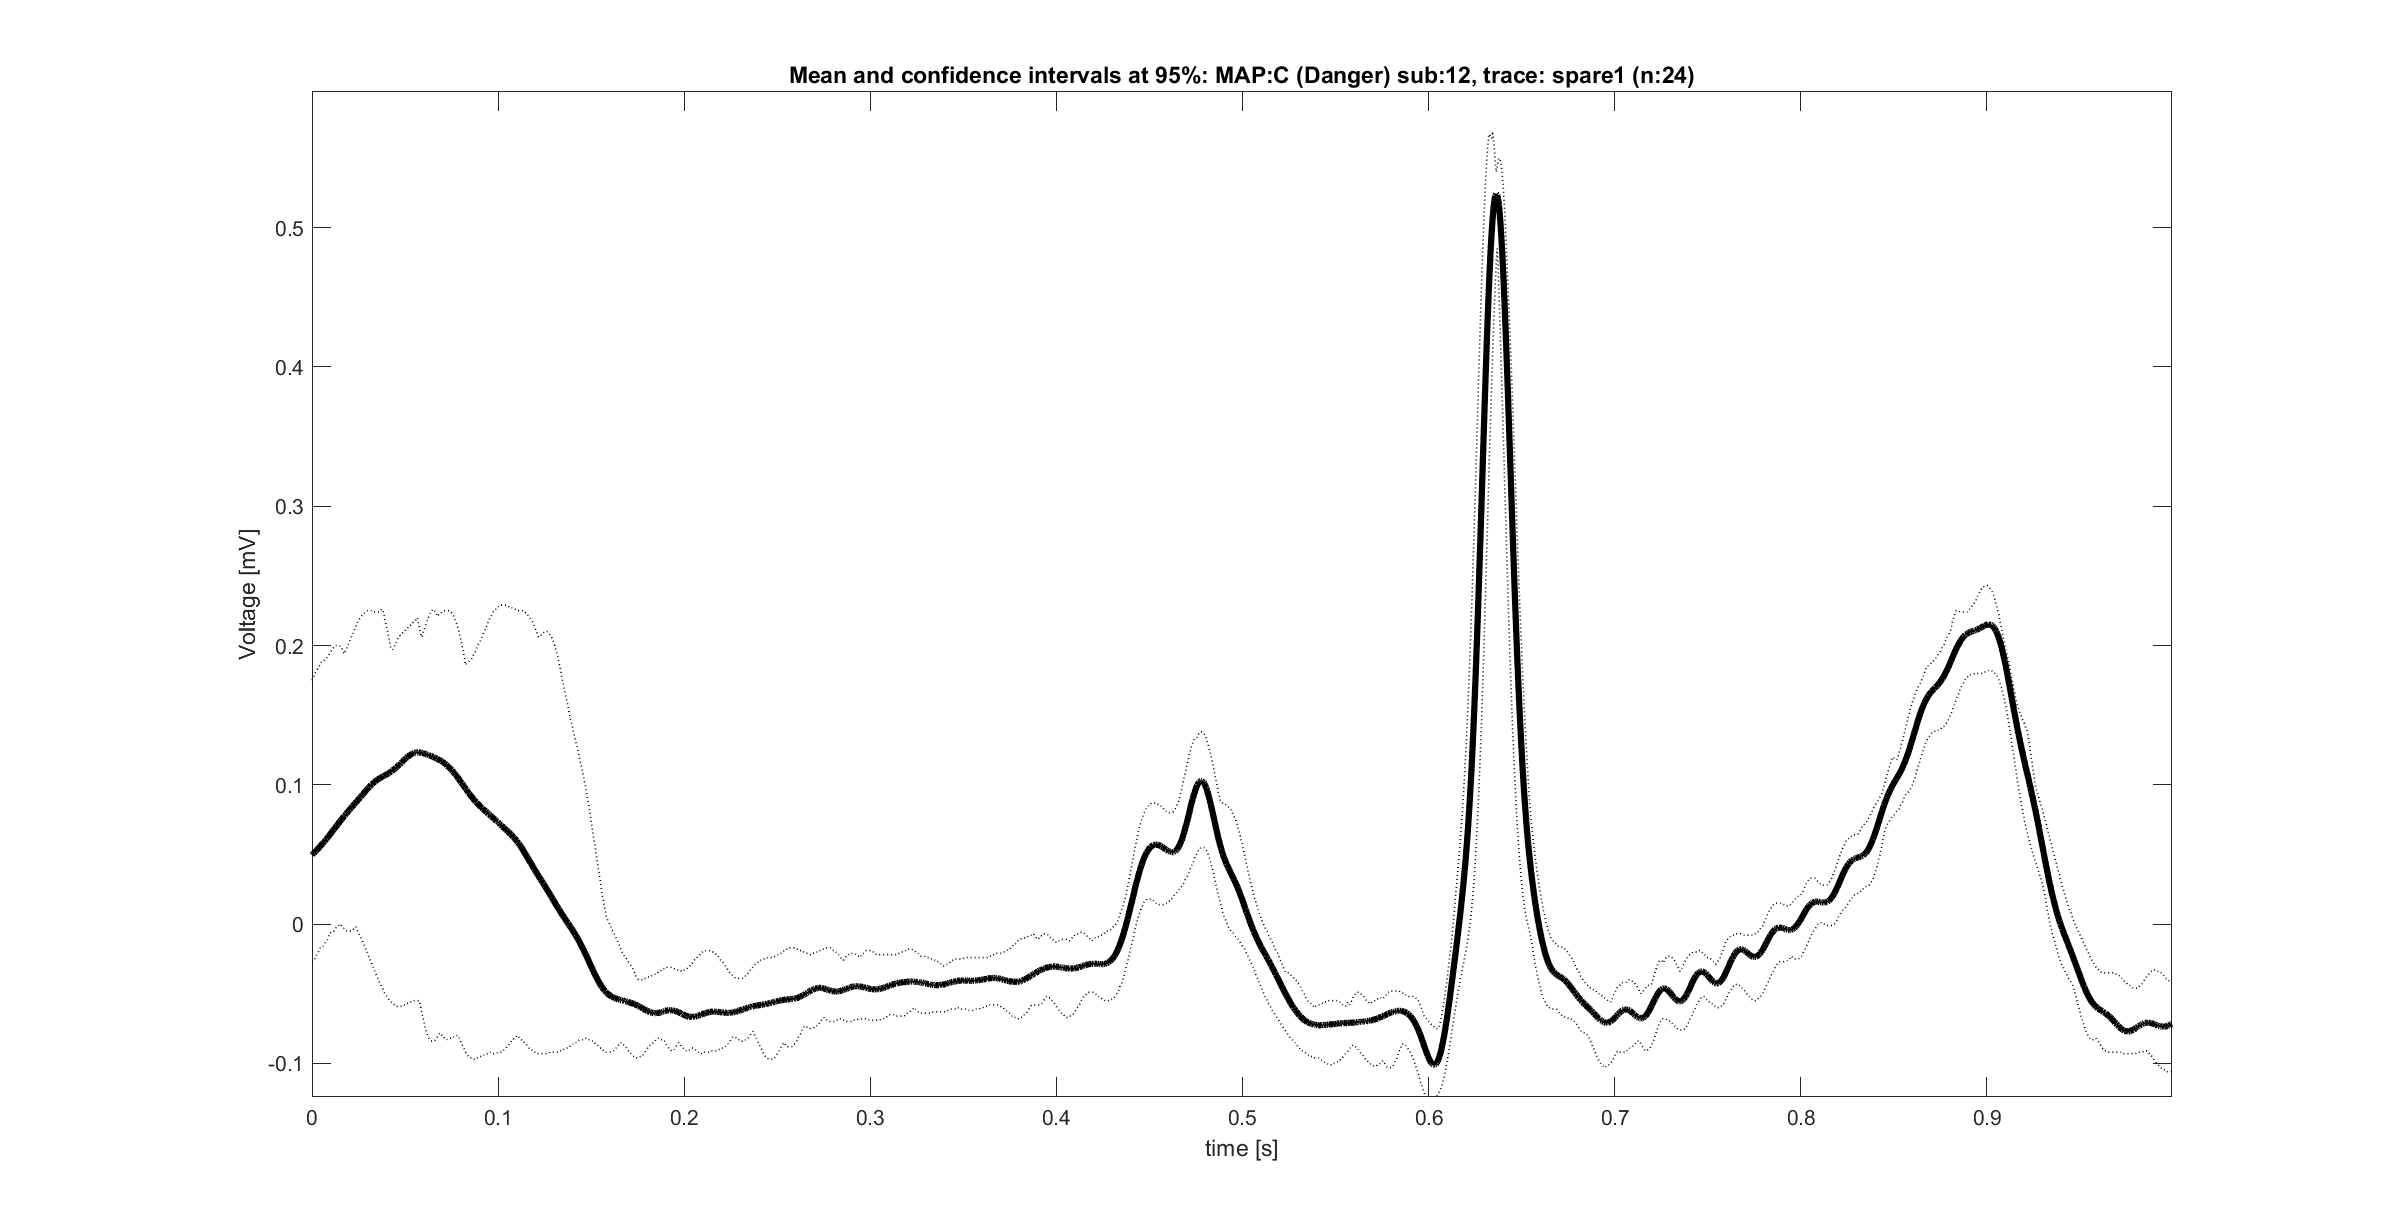 Mean and confidence intervals at 95%: MAP:C (Danger) sub:12, trace: spare1 (n:24)
0.5
0.4
0.3
0.2
0.1
0
-0.1
Voltage [mV]
0 0.1 0.2 0.3 0.4 0.5 0.6 0.7 0.8 0.9
time [s]